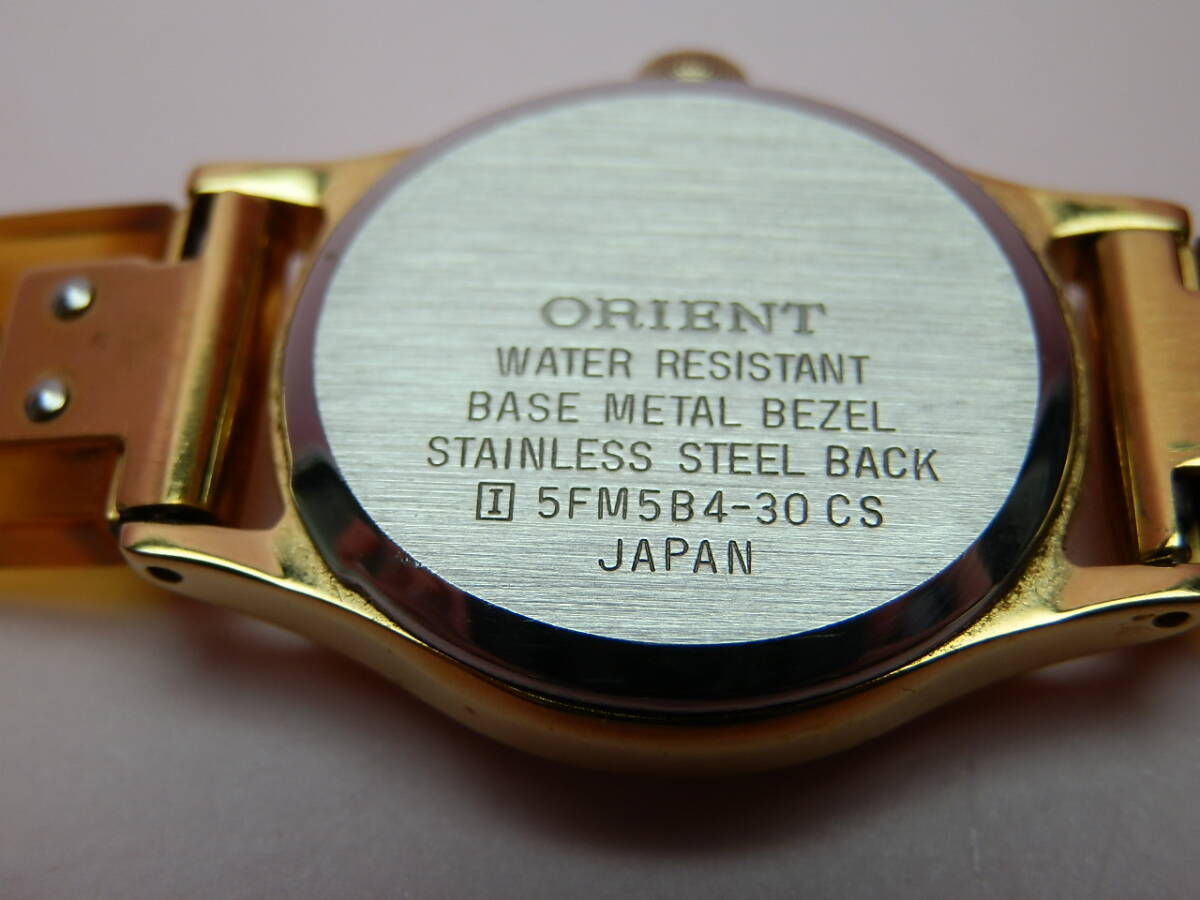 ORIENT
WATER RESISTANT
BASE METAL BEZEL
STAINLESS STEEL BACK
I 5FM5B4-30 CS
JAPAN